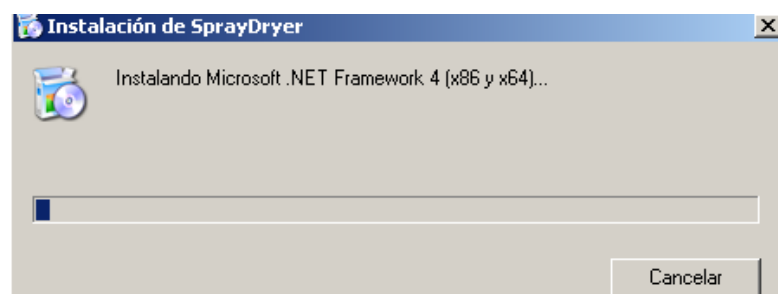 Instalación de SprayDryer
Instalando Microsoft .NET Framework 4 (x86 y x64)...
Cancelar